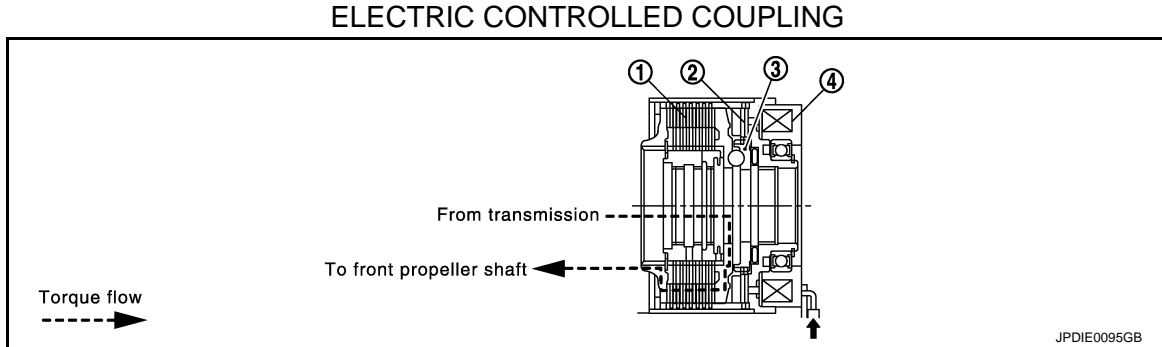 ELECTRIC CONTROLLED COUPLING
① ② ③ ④
From transmission
To front propeller shaft
Torque flow
JPDIE0095GB